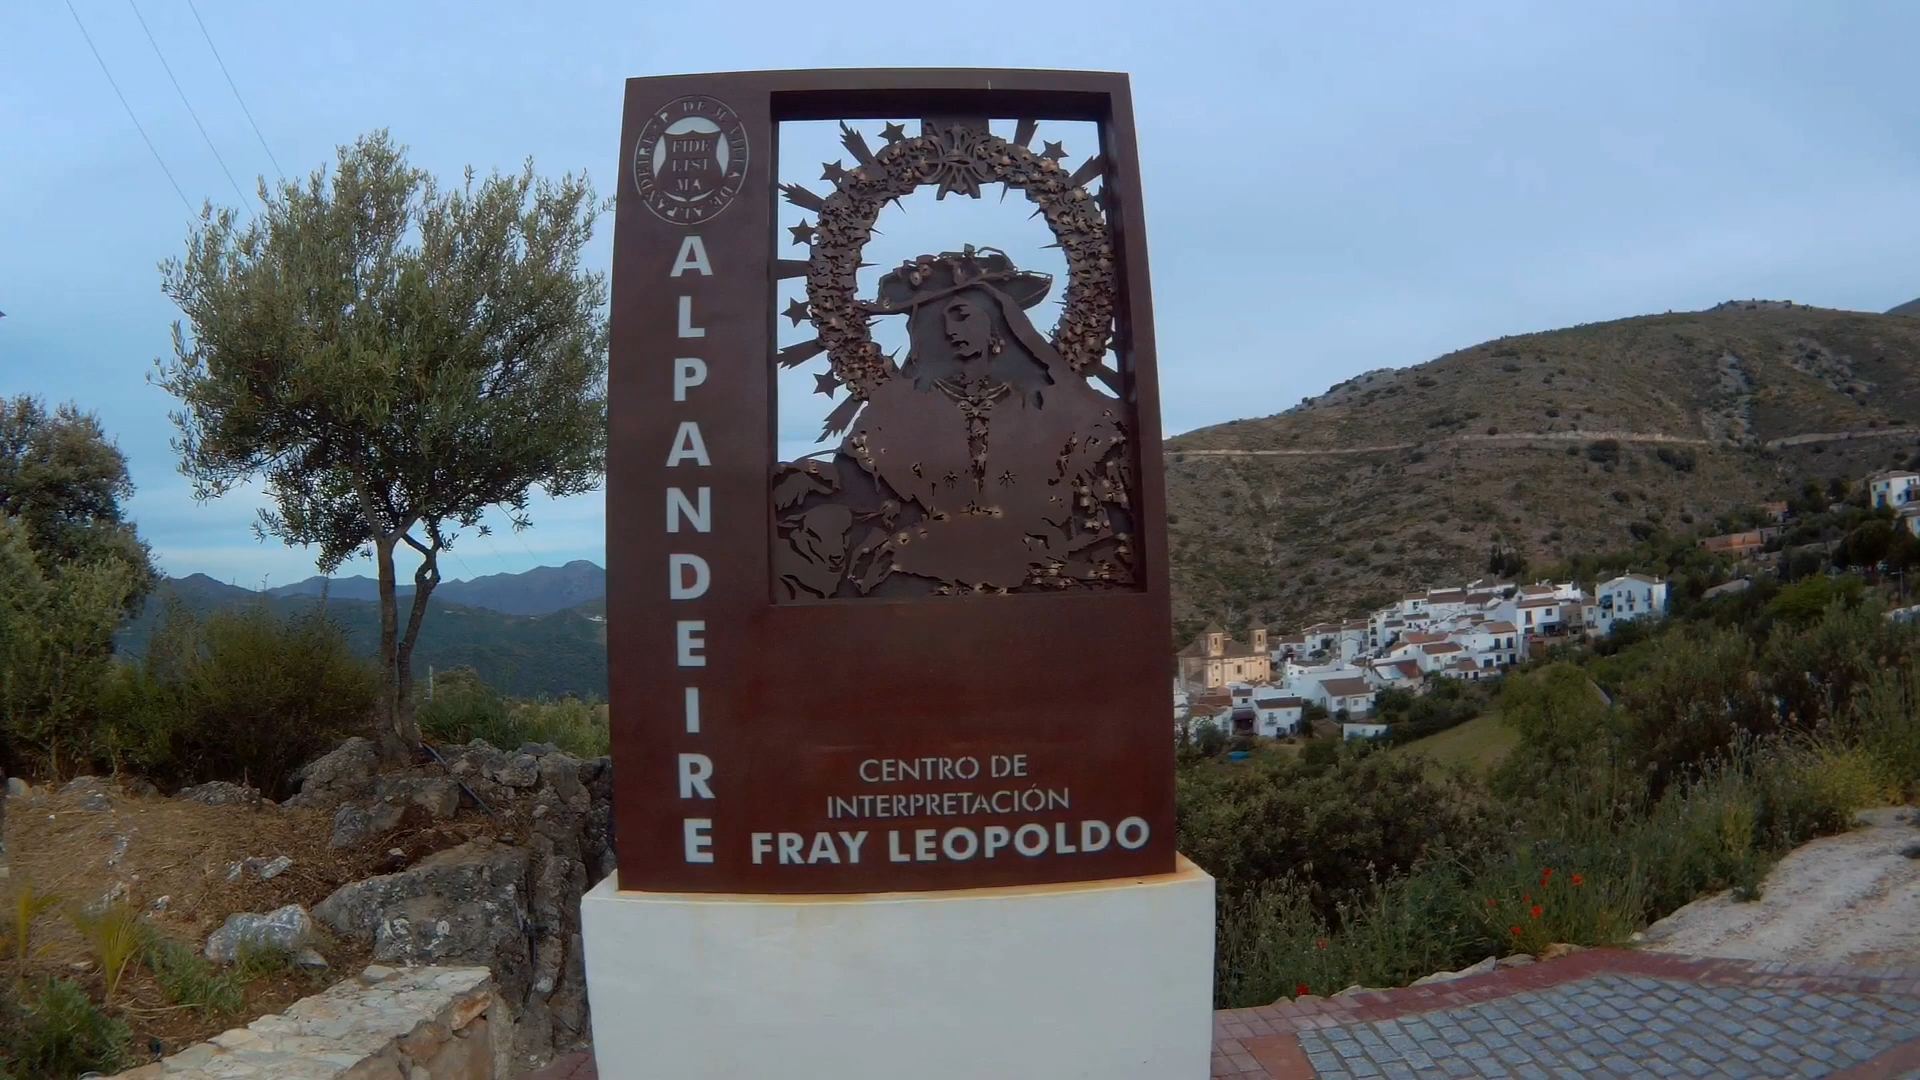 FIDE
LISI
MA
ALPANDEIRE
CENTRO DE
INTERPRETACIÓN
FRAY LEOPOLDO